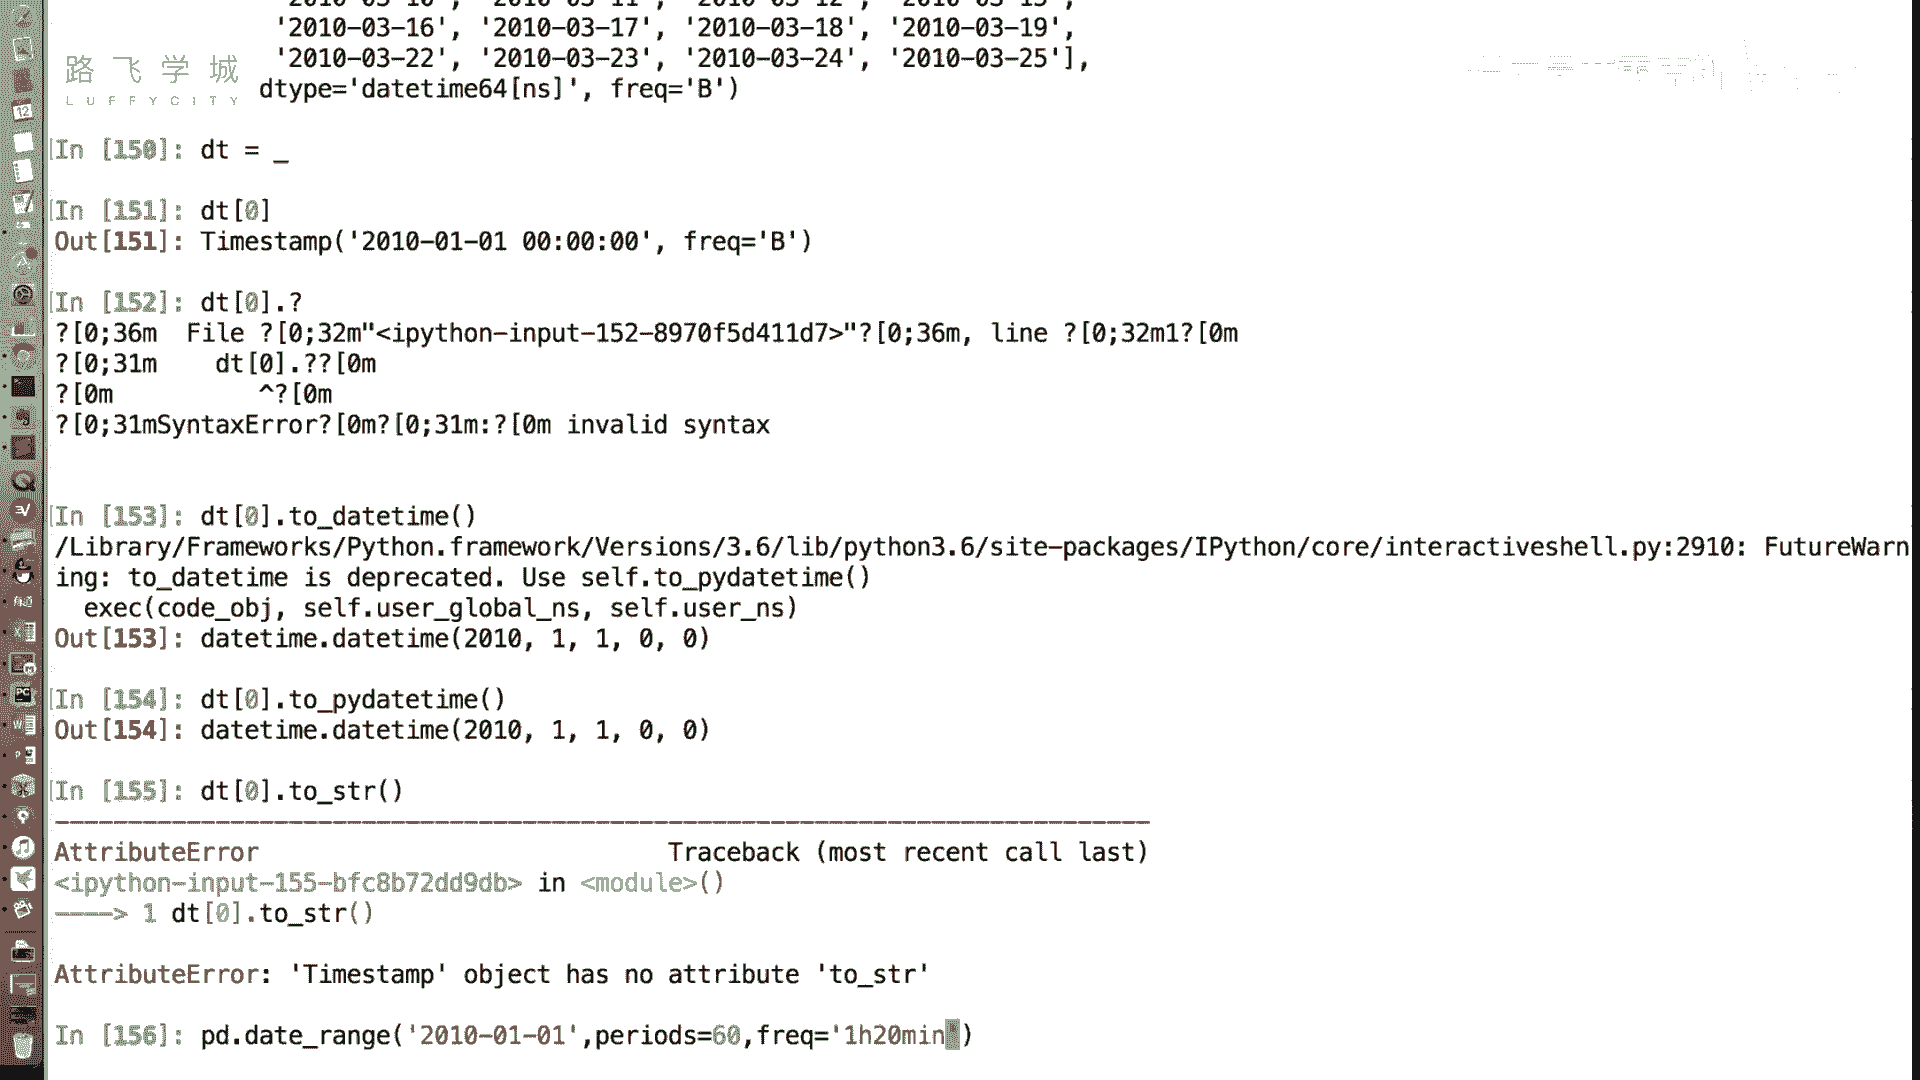 '2010-03-16', '2010-03-17', '2010-03-18', '2010-03-19',
'2010-03-22', '2010-03-23', '2010-03-24', '2010-03-25'],
dtype='datetime64[ns]', freq='B')
路飞学城
LUFFYCITY
In [150]: dt = _
In [151]: dt[0]
Out[151]: Timestamp('2010-01-01 00:00:00', freq='B')
In [152]: dt[0].?
?[0;36m  File ?[0;32m"<ipython-input-152-8970f5d411d7>"?[0;36m, line ?[0;32m1?[0m
?[0;31m    dt[0].??[0m
?[0m          ^?[0m
?[0;31mSyntaxError?[0m?[0;31m:?[0m invalid syntax
In [153]: dt[0].to_datetime()
/Library/Frameworks/Python.framework/Versions/3.6/lib/python3.6/site-packages/IPython/core/interactiveshell.py:2910: FutureWarn
ing: to_datetime is deprecated. Use self.to_pydatetime()
  exec(code_obj, self.user_global_ns, self.user_ns)
Out[153]: datetime.datetime(2010, 1, 1, 0, 0)
In [154]: dt[0].to_pydatetime()
Out[154]: datetime.datetime(2010, 1, 1, 0, 0)
In [155]: dt[0].to_str()
---------------------------------------------------------------------------
AttributeError                            Traceback (most recent call last)
<ipython-input-155-bfc8b72dd9db> in <module>()
----> 1 dt[0].to_str()
AttributeError: 'Timestamp' object has no attribute 'to_str'
In [156]: pd.date_range('2010-01-01',periods=60,freq='1h20min')